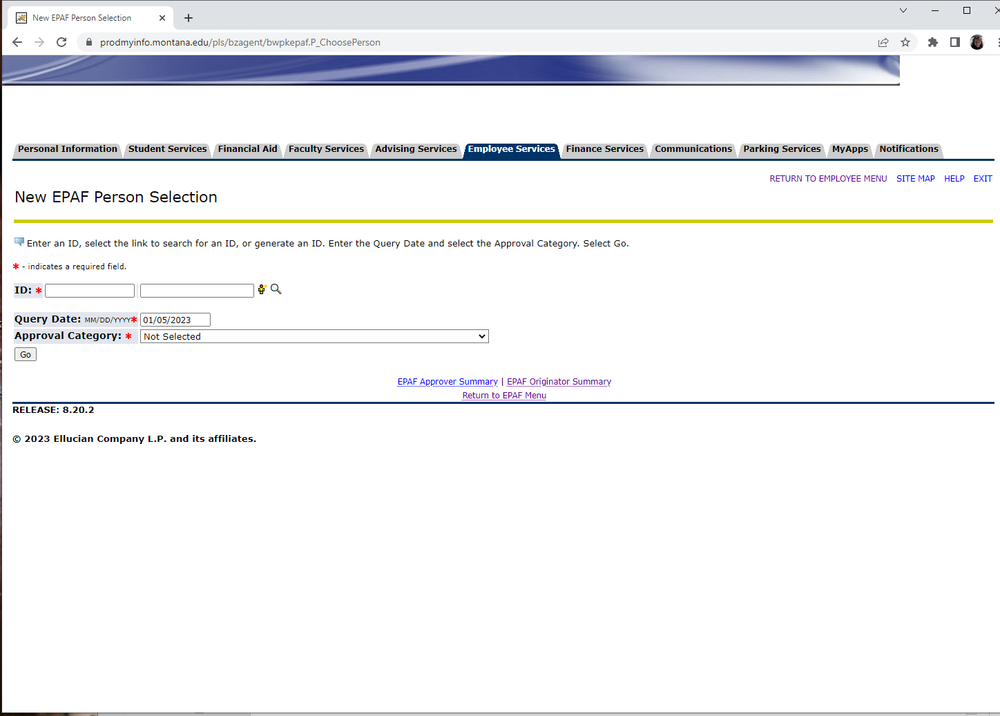 New EPAF Person Selection
prodmyinfo.montana.edu/pls/bzagent/bwpkepaf.P_ChoosePerson
Personal Information Student Services Financial Aid Faculty Services Advising Services Employee Services Finance Services Communications Parking Services MyApps Notifications
RETURN TO EMPLOYEE MENU SITE MAP HELP EXIT
New EPAF Person Selection
Enter an ID, select the link to search for an ID, or generate an ID. Enter the Query Date and select the Approval Category. Select Go.
* - indicates a required field.
ID: *
Query Date: MM/DD/YYYY* 01/05/2023
Approval Category: * Not Selected
Go
EPAF Approver Summary | EPAF Originator Summary
Return to EPAF Menu
RELEASE: 8.20.2
© 2023 Ellucian Company L.P. and its affiliates.